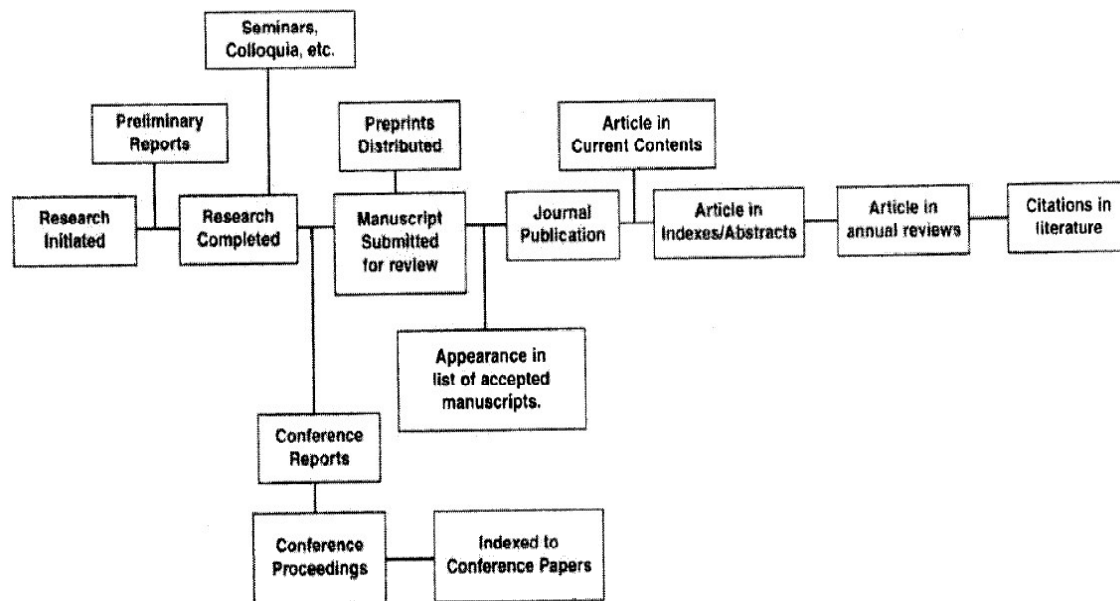 Seminars,
Colloquia, etc.
Preliminary
Reports
Preprints
Distributed
Article in
Current Contents
Research
Initiated
Research
Completed
Manuscript
Submitted
for review
Journal
Publication
Article in
Indexes/Abstracts
Article in
annual reviews
Citations in
literature
Appearance in
list of accepted
manuscripts.
Conference
Reports
Conference
Proceedings
Indexed to
Conference Papers